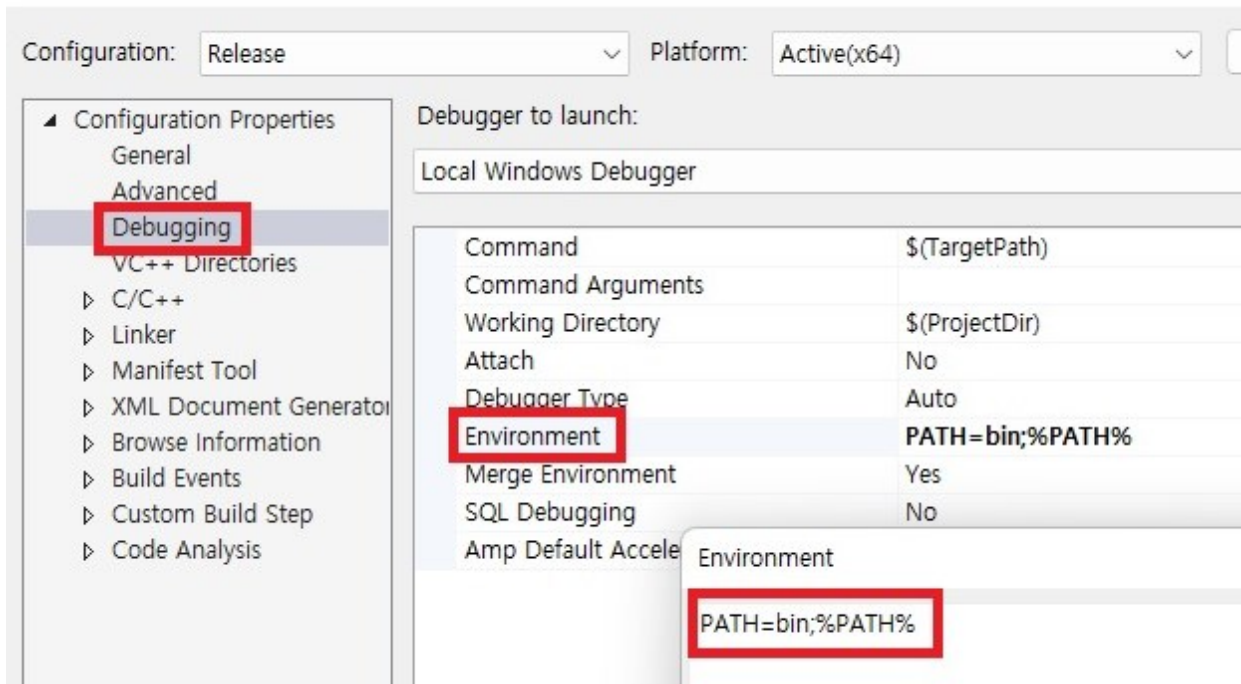 Configuration: Release Platform: Active(x64)
Configuration Properties
General
Advanced
Debugging
VC++ Directories
C/C++
Linker
Manifest Tool
XML Document Generator
Browse Information
Build Events
Custom Build Step
Code Analysis
Debugger to launch:
Local Windows Debugger
Command $(TargetPath)
Command Arguments
Working Directory $(ProjectDir)
Attach No
Debugger Type Auto
Environment PATH=bin;%PATH%
Merge Environment Yes
SQL Debugging No
Amp Default Accele
Environment
PATH=bin;%PATH%